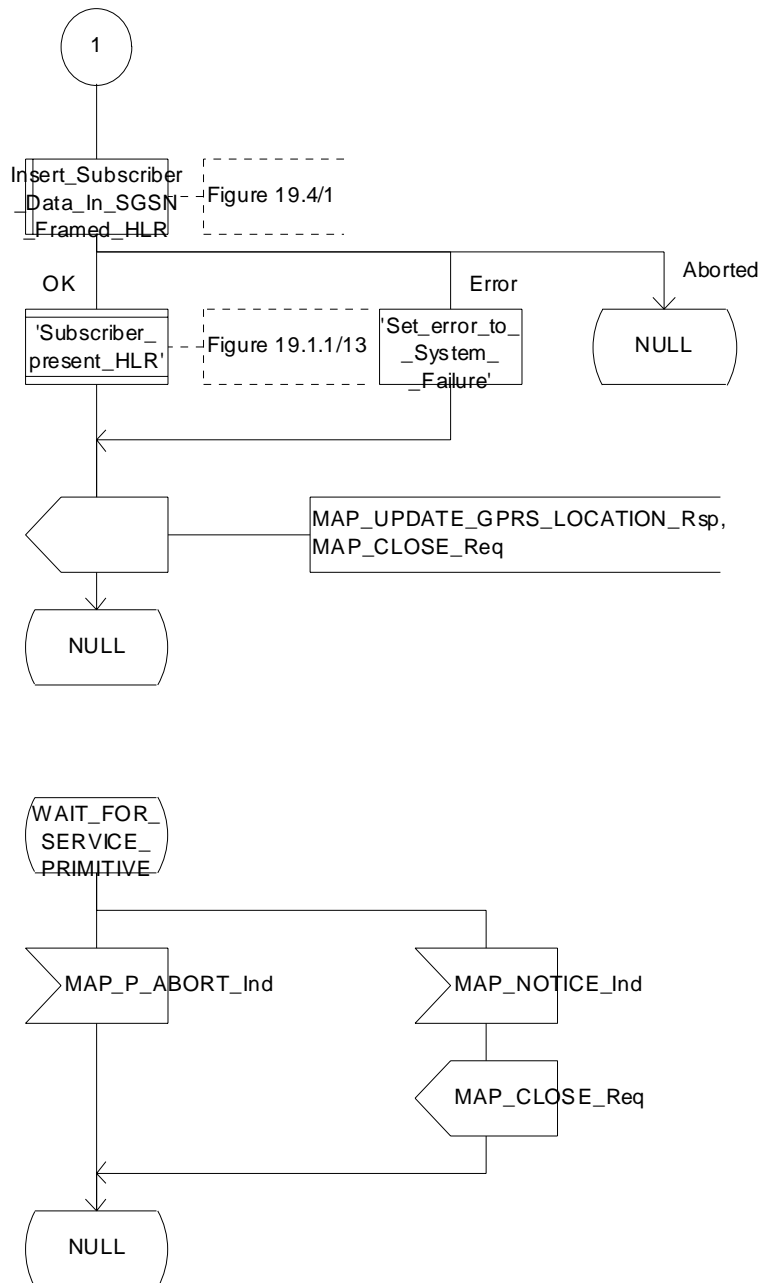 1
Insert_Subscriber
_Data_In_SGSN
_Framed_HLR
Figure 19.4/1
OK
Error
Aborted
'Subscriber_
present_HLR'
Figure 19.1.1/13
'Set_error_to_
_System_
_Failure'
NULL
MAP_UPDATE_GPRS_LOCATION_Rsp,
MAP_CLOSE_Req
NULL
WAIT_FOR_
SERVICE_
PRIMITIVE
MAP_P_ABORT_Ind
MAP_NOTICE_Ind
MAP_CLOSE_Req
NULL